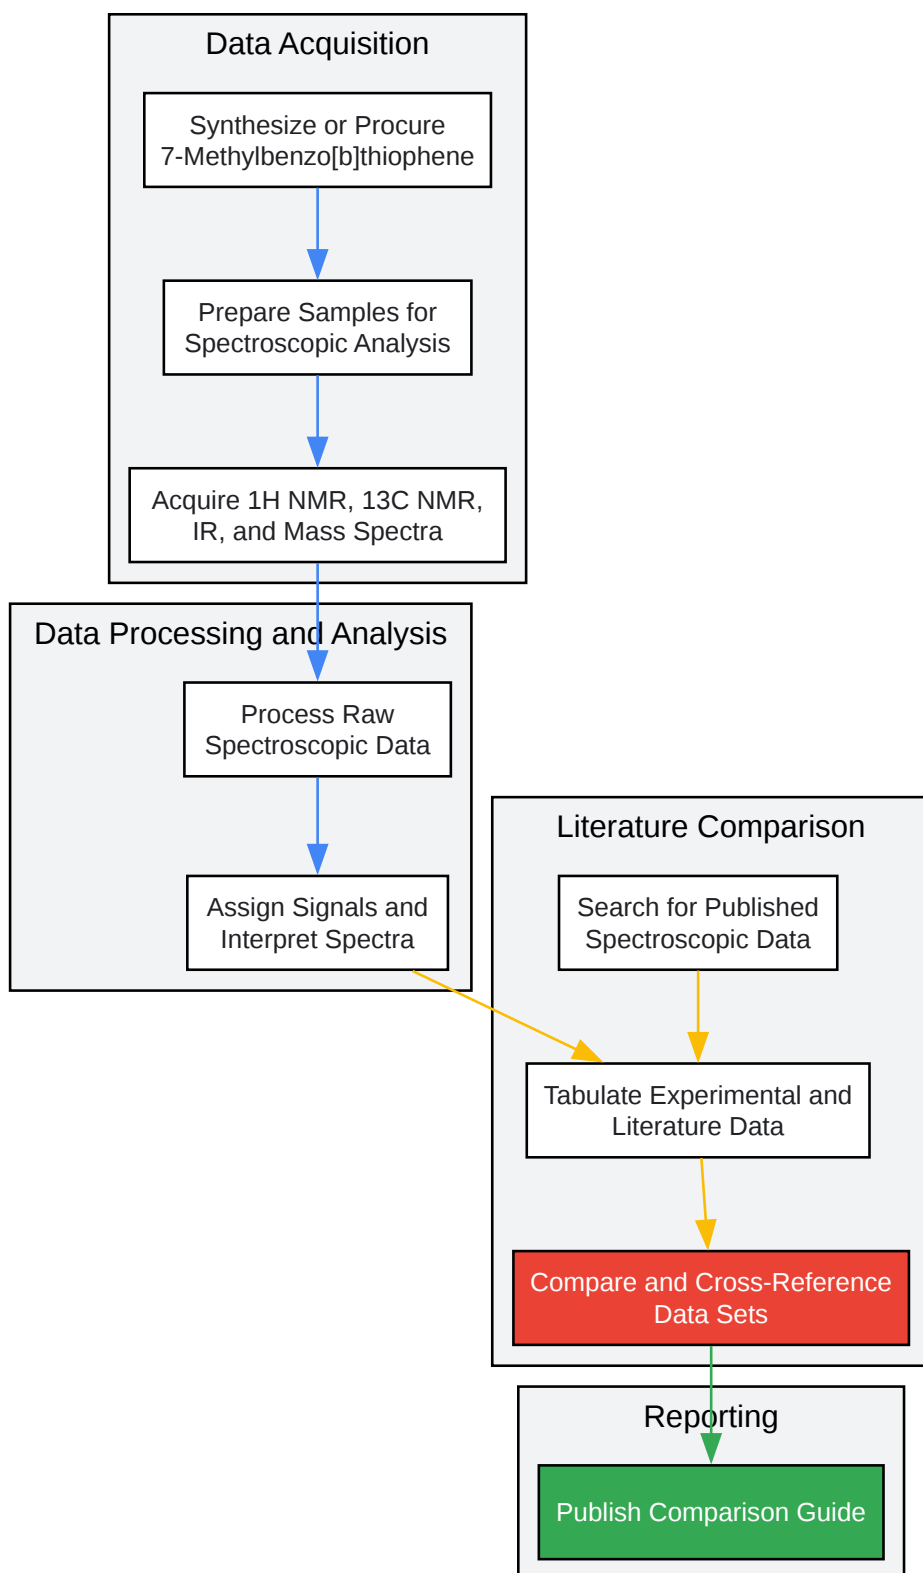 Data Acquisition
Synthesize or Procure
7-Methylbenzo[b]thiophene
Prepare Samples for
Spectroscopic Analysis
Acquire 1H NMR, 13C NMR,
IR, and Mass Spectra
Data Processing and Analysis
Process Raw
Spectroscopic Data
Assign Signals and
Interpret Spectra
Literature Comparison
Search for Published
Spectroscopic Data
Tabulate Experimental and
Literature Data
Compare and Cross-Reference
Data Sets
Reporting
Publish Comparison Guide